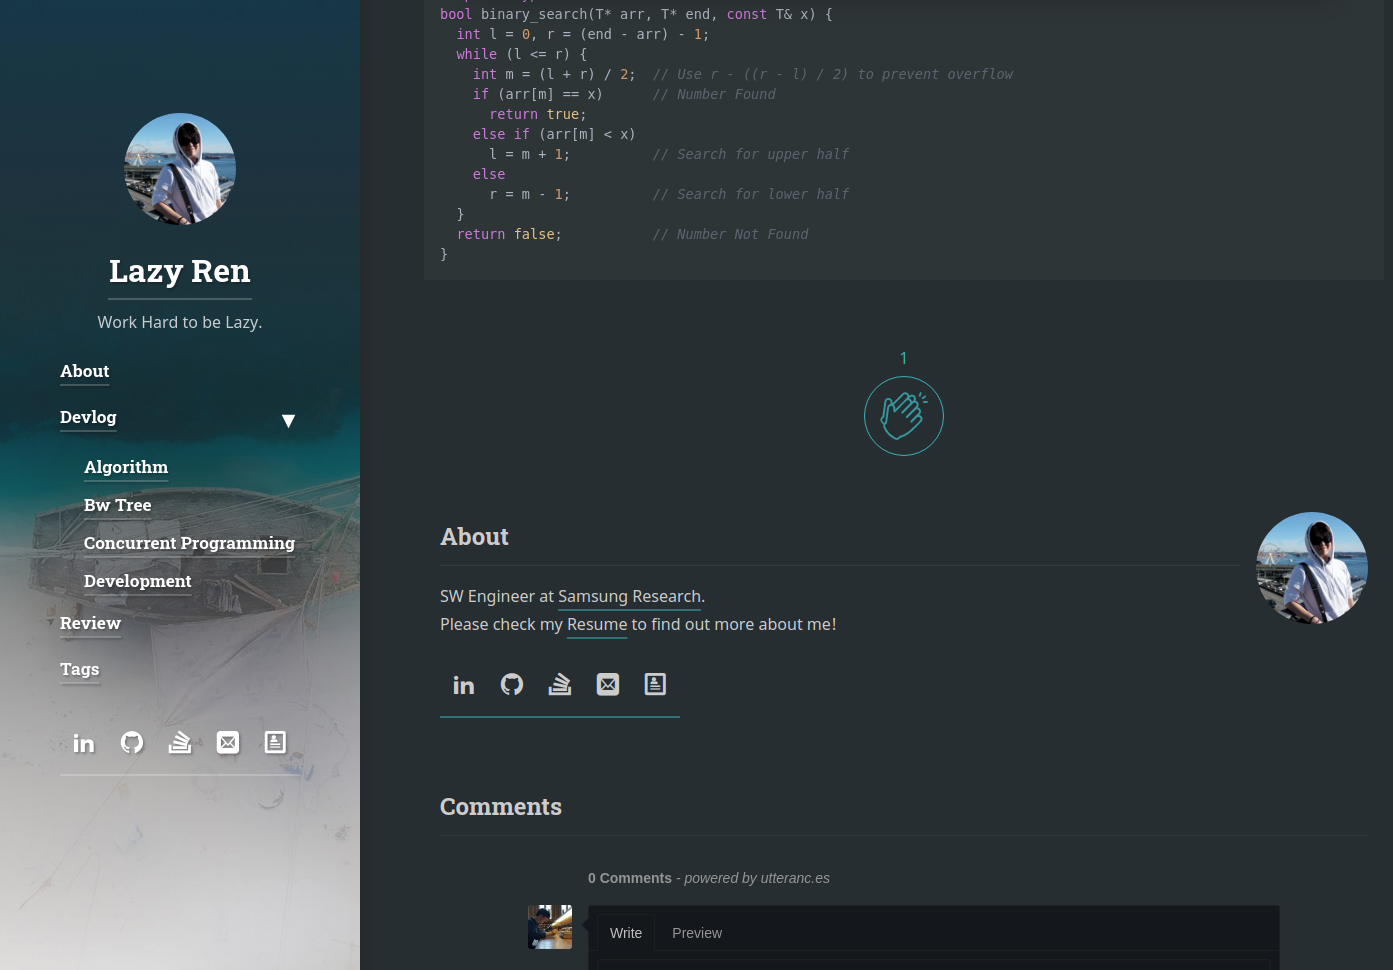 Lazy Ren
Work Hard to be Lazy.
About
Devlog
Algorithm
Bw Tree
Concurrent Programming
Development
Review
Tags
bool binary_search(T* arr, T* end, const T& x) {
  int l = 0, r = (end - arr) - 1;
  while (l <= r) {
    int m = (l + r) / 2;  // Use r - ((r - l) / 2) to prevent overflow
    if (arr[m] == x)      // Number Found
      return true;
    else if (arr[m] < x)
      l = m + 1;          // Search for upper half
    else
      r = m - 1;          // Search for lower half
  }
  return false;           // Number Not Found
}
1
About
SW Engineer at Samsung Research.
Please check my Resume to find out more about me!
Comments
0 Comments - powered by utteranc.es
Write Preview